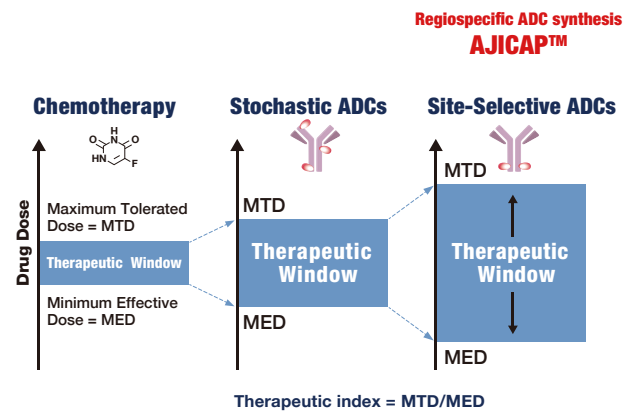 Regiospecific ADC synthesis
AJICAP™
Chemotherapy
Stochastic ADCs
Site-Selective ADCs
H
N
O
O
HN
F
Drug Dose
Maximum Tolerated
Dose = MTD
Therapeutic Window
Minimum Effective
Dose = MED
MTD
Therapeutic
Window
MED
MTD
Therapeutic
Window
MED
Therapeutic index = MTD/MED